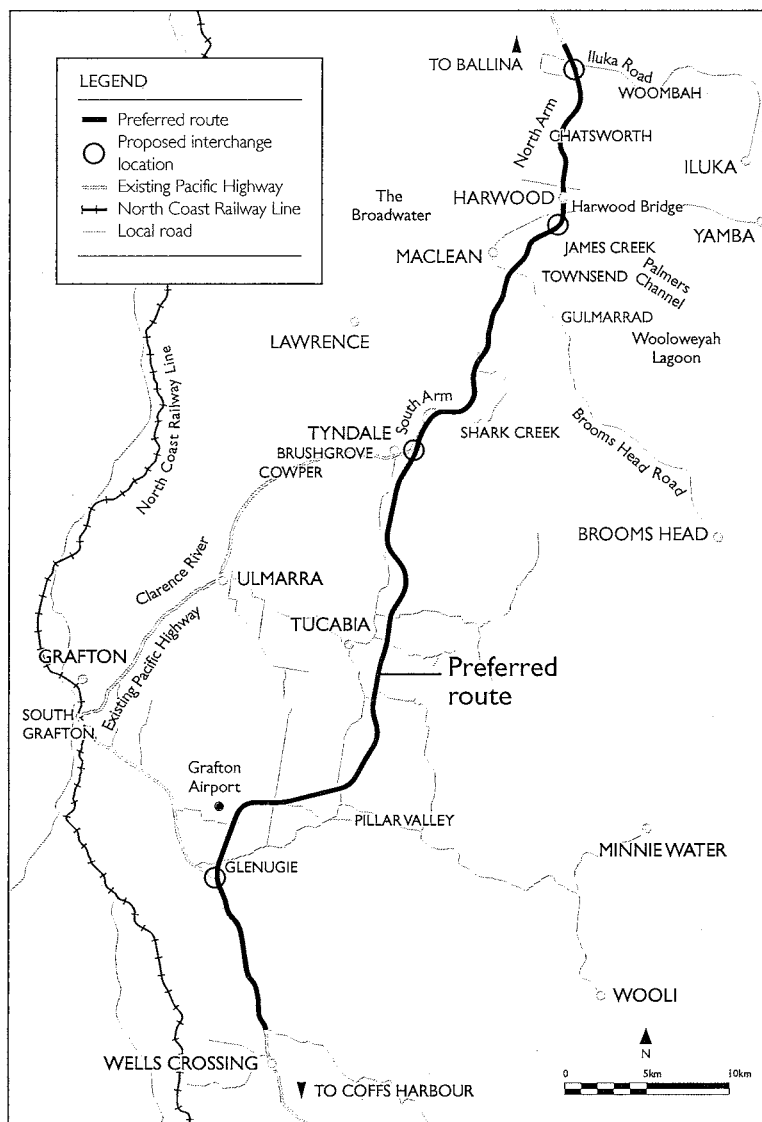 LEGEND
Preferred route
Proposed interchange
location
Existing Pacific Highway
North Coast Railway Line
Local road
TO BALLINA
Iluka Road
WOOMBAH
North Arm
CHATSWORTH
ILUKA
The
Broadwater
HARWOOD
Harwood Bridge
YAMBA
MACLEAN
JAMES CREEK
TOWNSEND
Palmers
Channel
GULMARRAD
Wooloweyah
Lagoon
LAWRENCE
North Coast Railway Line
South Arm
TYNDALE
SHARK CREEK
BRUSHGROVE
COWPER
Brooms Head Road
BROOMS HEAD
Clarence River
ULMARRA
TUCABIA
Existing Pacific Highway
GRAFTON
Preferred
route
SOUTH
GRAFTON
Grafton
Airport
PILLAR VALLEY
MINNIE WATER
GLENUGIE
WOOLI
WELLS CROSSING
N
TO COFFS HARBOUR
0 5km 10km